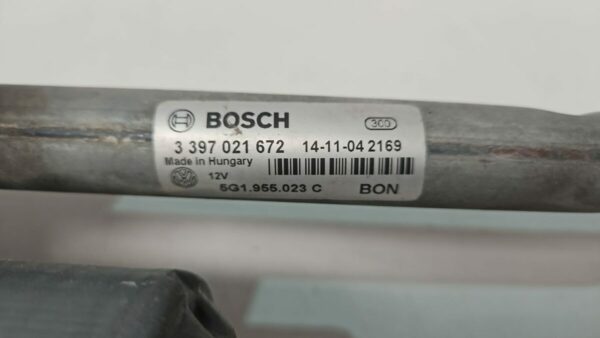 BOSCH 300
3 397 021 672 14-11-04 2169
Made in Hungary
12V
5G1.955.023 C BON